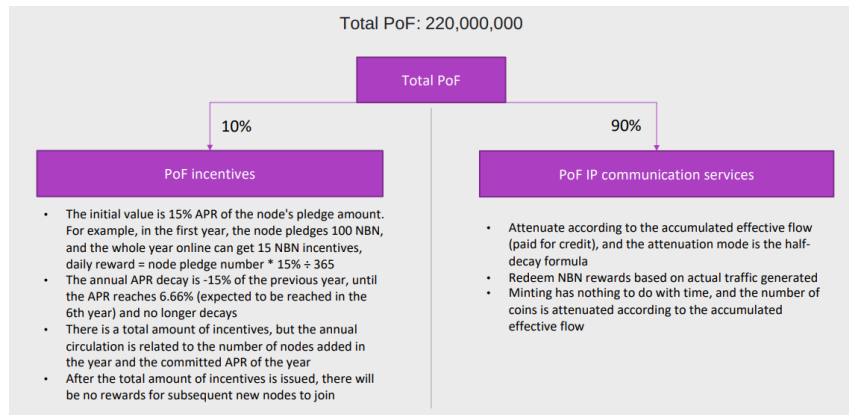 Total PoF: 220,000,000
Total PoF
10%
90%
PoF incentives
PoF IP communication services
• The initial value is 15% APR of the node's pledge amount.
For example, in the first year, the node pledges 100 NBN,
and the whole year online can get 15 NBN incentives,
daily reward = node pledge number * 15% ÷ 365
• The annual APR decay is -15% of the previous year, until
the APR reaches 6.66% (expected to be reached in the
6th year) and no longer decays
• There is a total amount of incentives, but the annual
circulation is related to the number of nodes added in
the year and the committed APR of the year
• After the total amount of incentives is issued, there will
be no rewards for subsequent new nodes to join
• Attenuate according to the accumulated effective flow
(paid for credit), and the attenuation mode is the half-
decay formula
• Redeem NBN rewards based on actual traffic generated
• Minting has nothing to do with time, and the number of
coins is attenuated according to the accumulated
effective flow